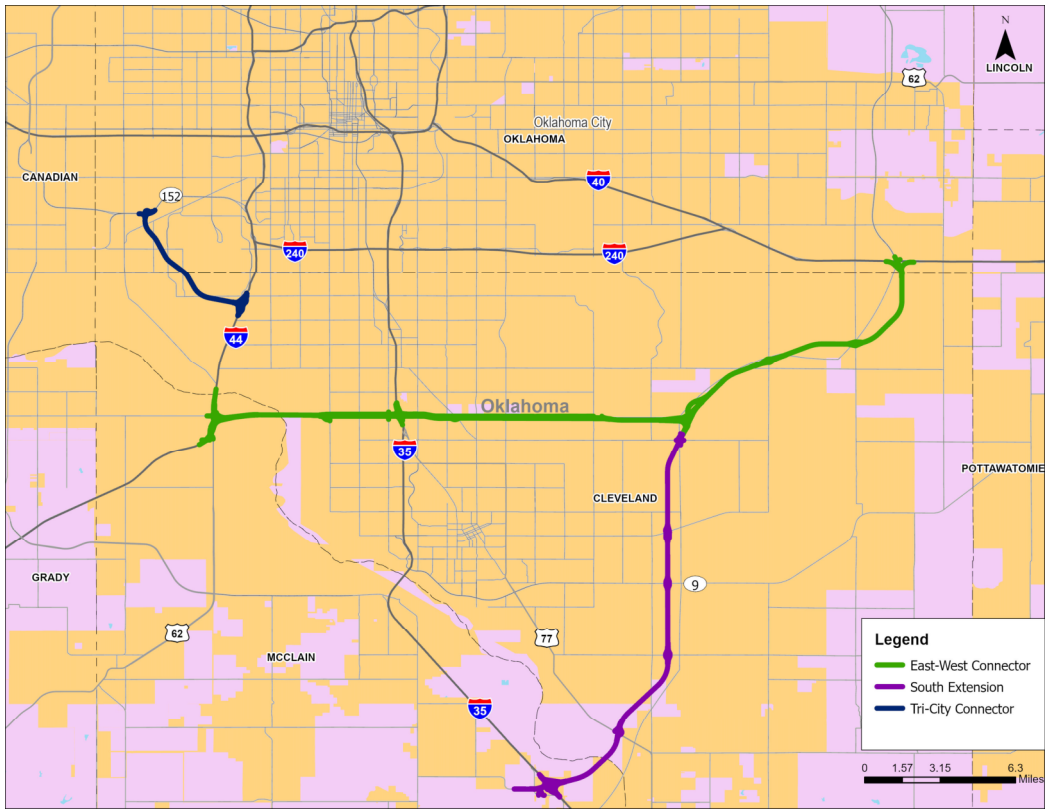 N
LINCOLN
62
Oklahoma City
OKLAHOMA
CANADIAN
40
152
240
240
44
Oklahoma
35
POTTAWATOMIE
CLEVELAND
GRADY
9
62
77
MCCLAIN
35
Legend
East-West Connector
South Extension
Tri-City Connector
0 1.57 3.15 6.3
Miles